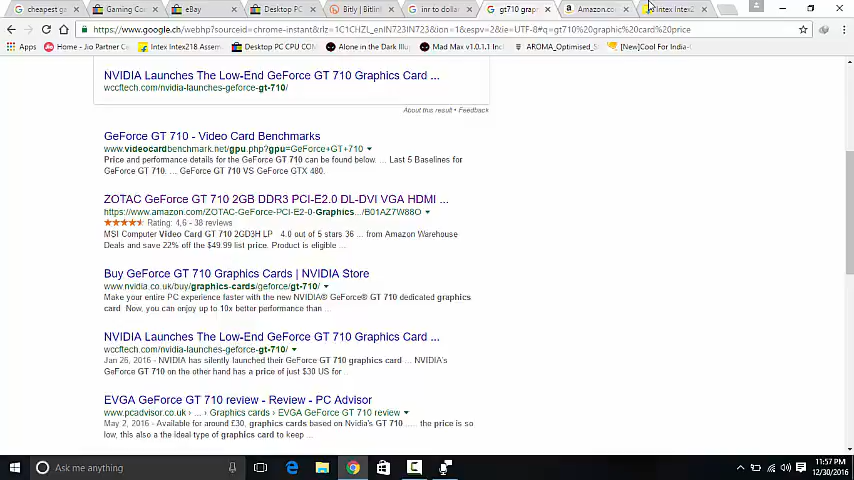 cheapest g
Gaming Co
eBay
Desktop PC
Bitly | Bitlin
inr to dollar
gt710 grap
Amazon.co
Intex Intex2
https://www.google.ch/webhp?sourceid=chrome-instant&rlz=1C1CHZL_enIN723IN723&ion=1&espv=2&ie=UTF-8#q=gt710%20graphic%20card%20price
Apps
Home - Jio Partner C
Intex Intex218 Assem
Desktop PC CPU COM
Alone in the Dark Illum
Mad Max v1.0.1.1 Inc
AROMA_Optimised_S
[New]Cool For India-
NVIDIA Launches The Low-End GeForce GT 710 Graphics Card ...
wccftech.com/nvidia-launches-geforce-gt-710/
About this result • Feedback
GeForce GT 710 - Video Card Benchmarks
www.videocardbenchmark.net/gpu.php?gpu=GeForce+GT+710
Price and performance details for the GeForce GT 710 can be found below. ... Last 5 Baselines for
GeForce GT 710. ... GeForce GT 710 VS GeForce GTX 480.
ZOTAC GeForce GT 710 2GB DDR3 PCI-E2.0 DL-DVI VGA HDMI ...
https://www.amazon.com/ZOTAC-GeForce-PCI-E2-0-Graphics.../B01AZ7W88O
Rating: 4,6 - 38 reviews
MSI Computer Video Card GT 710 2GD3H LP   4.0 out of 5 stars 36 ... from Amazon Warehouse
Deals and save 22% off the $49.99 list price. Product is eligible ...
Buy GeForce GT 710 Graphics Cards | NVIDIA Store
www.nvidia.co.uk/buy/graphics-cards/geforce/gt-710/
Make your entire PC experience faster with the new NVIDIA® GeForce® GT 710 dedicated graphics
card  Now, you can enjoy up to 10x better performance than ...
NVIDIA Launches The Low-End GeForce GT 710 Graphics Card ...
wccftech.com/nvidia-launches-geforce-gt-710/
Jan 26, 2016 - NVIDIA has silently launched their GeForce GT 710 graphics card ... NVIDIA's
GeForce GT 710 on the other hand has a price of just $30 US for ...
EVGA GeForce GT 710 review - Review - PC Advisor
www.pcadvisor.co.uk › ... › Graphics cards › EVGA GeForce GT 710 review
May 2, 2016 - Available for around £30, graphics cards based on Nvidia's GT 710 ..... the price is so
low, this also a the ideal type of graphics card to keep ...
Ask me anything
11:57 PM
12/30/2016